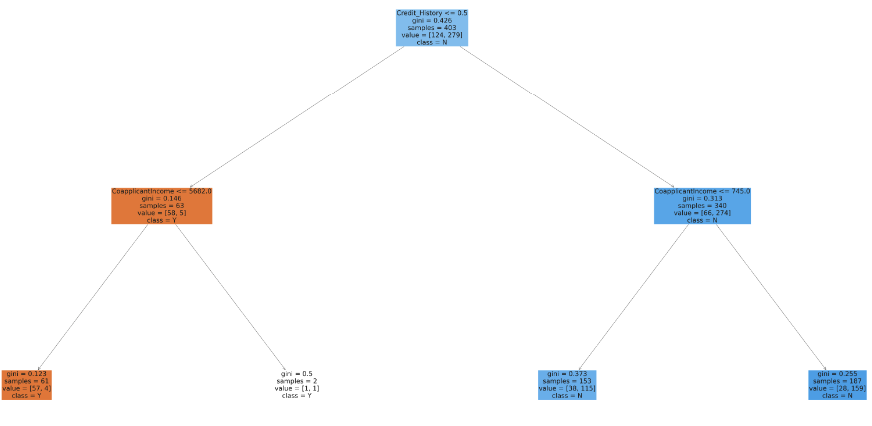 Credit_History <= 0.5
gini = 0.426
samples = 403
value = [124, 279]
class = N
CoapplicantIncome <= 5682.0
gini = 0.146
samples = 63
value = [58, 5]
class = Y
CoapplicantIncome <= 745.0
gini = 0.313
samples = 340
value = [66, 274]
class = N
gini = 0.123
samples = 61
value = [57, 4]
class = Y
gini = 0.5
samples = 2
value = [1, 1]
class = Y
gini = 0.373
samples = 153
value = [38, 115]
class = N
gini = 0.255
samples = 187
value = [28, 159]
class = N